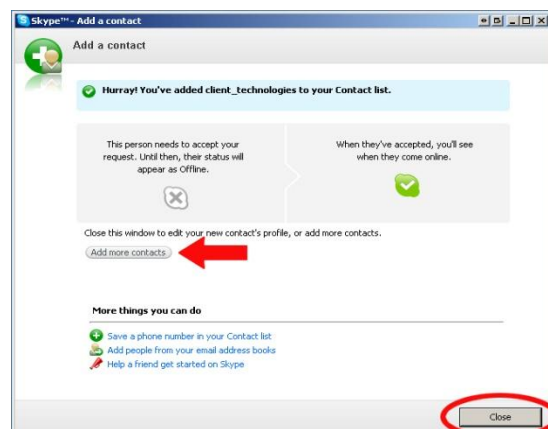 Skype™ - Add a contact
Add a contact
Hurray! You've added client_technologies to your Contact list.
This person needs to accept your
request. Until then, their status will
appear as Offline.
When they've accepted, you'll see
when they come online.
Close this window to edit your new contact's profile, or add more contacts.
Add more contacts
More things you can do
Save a phone number in your Contact list
Add people from your email address books
Help a friend get started on Skype
Close